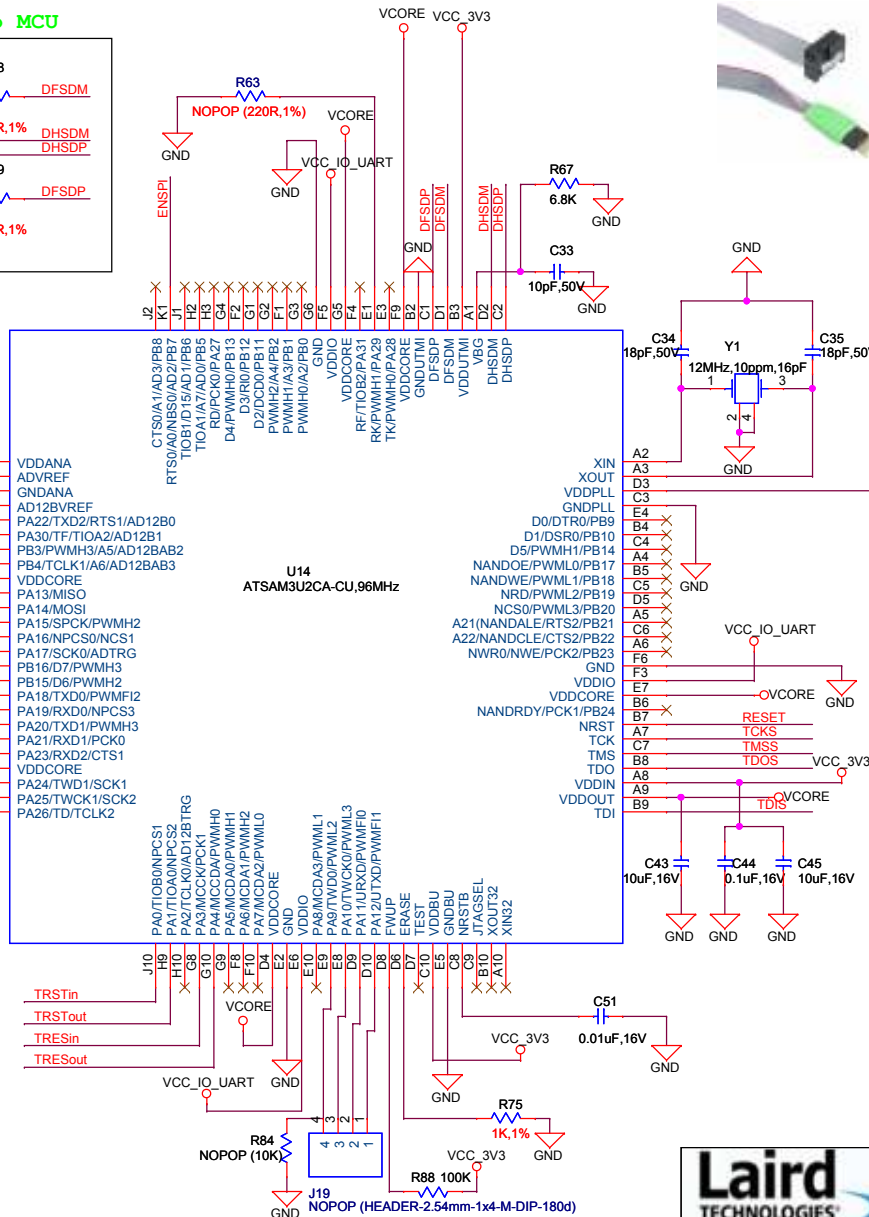 MCU
DFSDM
R,1%
DHSDM
DHSDP
DFSDP
R,1%
R63
NOPOP (220R,1%)
GND
VCORE
VCC_IO_UART
GND
ENSPI
VCORE
VCC_3V3
GND
DFSDP
DFSDM
DHSDM
DHSDP
R67
6.8K
GND
C33
10pF,50V
GND
GND
C34
18pF,50V
Y1
12MHz,10ppm,16pF
1
3
2
4
C35
18pF,50V
GND
J2
K1
J1
H2
H3
G4
F2
G1
G2
F1
G3
G6
F5
G5
F4
E1
E3
F9
B2
C1
D1
B3
A1
D2
C2
CTS0/A1/AD3/PB8
RTS0/A0/NBS0/AD2/PB7
TIOB1/D15/AD1/PB6
TIOA1/A7/AD0/PB5
RD/PCK0/PA27
D4/PWMH0/PB13
D3/RI0/PB12
D2/DCD0/PB11
PWMH2/A4/PB2
PWMH1/A3/PB1
PWMH0/A2/PB0
GND
VDDIO
VDDCORE
RF/TIOB2/PA31
RK/PWMH1/PA29
TK/PWMH0/PA28
VDDCORE
GNDUTMI
DFSDP
DFSDM
VDDUTMI
VBG
DHSDM
DHSDP
VDDANA
ADVREF
GNDANA
AD12BVREF
PA22/TXD2/RTS1/AD12B0
PA30/TF/TIOA2/AD12B1
PB3/PWMH3/A5/AD12BAB2
PB4/TCLK1/A6/AD12BAB3
VDDCORE
PA13/MISO
PA14/MOSI
PA15/SPCK/PWMH2
PA16/NPCS0/NCS1
PA17/SCK0/ADTRG
PB16/D7/PWMH3
PB15/D6/PWMH2
PA18/TXD0/PWMFI2
PA19/RXD0/NPCS3
PA20/TXD1/PWMH3
PA21/RXD1/PCK0
PA23/RXD2/CTS1
VDDCORE
PA24/TWD1/SCK1
PA25/TWCK1/SCK2
PA26/TD/TCLK2
U14
ATSAM3U2CA-CU,96MHz
XIN A2
XOUT A3
VDDPLL D3
GNDPLL C3
D0/DTR0/PB9 E4
D1/DSR0/PB10 B4
D5/PWMH1/PB14 C4
NANDOE/PWML0/PB17 A4
NANDWE/PWML1/PB18 B5
NRD/PWML2/PB19 C5
NCS0/PWML3/PB20 D5
A21(NANDALE/RTS2/PB21 A5
A22/NANDCLE/CTS2/PB22 C6
NWR0/NWE/PCK2/PB23 A6
GND F6
VDDIO F3
VDDCORE E7
NANDRDY/PCK1/PB24 B6
NRST B7 RESET
TCK A7 TCKS
TMS C7 TMSS
TDO B8 TDOS
VDDIN A8
VDDOUT A9
TDI B9 TDIS
GND
VCC_IO_UART
VCORE
GND
VCC_3V3
VCORE
C43
10uF,16V
C44
0.1uF,16V
C45
10uF,16V
GND
GND
GND
PA0/TIOB0/NPCS1
PA1/TIOA0/NPCS2
PA2/TCLK0/AD12BTRG
PA3/MCCK/PCK1
PA4/MCCDA/PWMH0
PA5/MCDA0/PWMH1
PA6/MCDA1/PWMH2
PA7/MCDA2/PWML0
VDDCORE
GND
VDDIO
PA8/MCDA3/PWML1
PA9/TWD0/PWML2
PA10/TWCK0/PWML3
PA11/URXD/PWMFI0
PA12/UTXD/PWMFI1
FWUP
ERASE
TEST
VDDBU
GNDBU
NRSTB
JTAGSEL
XOUT32
XIN32
J10
H9
H10
G8
G10
G9
F8
F10
D4
E2
E6
E10
E9
E8
D9
D10
D8
D6
D7
C10
E5
C8
C9
B10
A10
TRSTin
TRSTout
TRESin
TRESout
VCORE
GND
VCC_IO_UART
R84
NOPOP (10K)
GND
4
3
2
1
4
3
2
1
J19
NOPOP (HEADER-2.54mm-1x4-M-DIP-180d)
C51
0.01uF,16V
GND
VCC_3V3
GND
R75
1K,1%
GND
VCC_3V3
R88 100K
Laird
TECHNOLOGIES